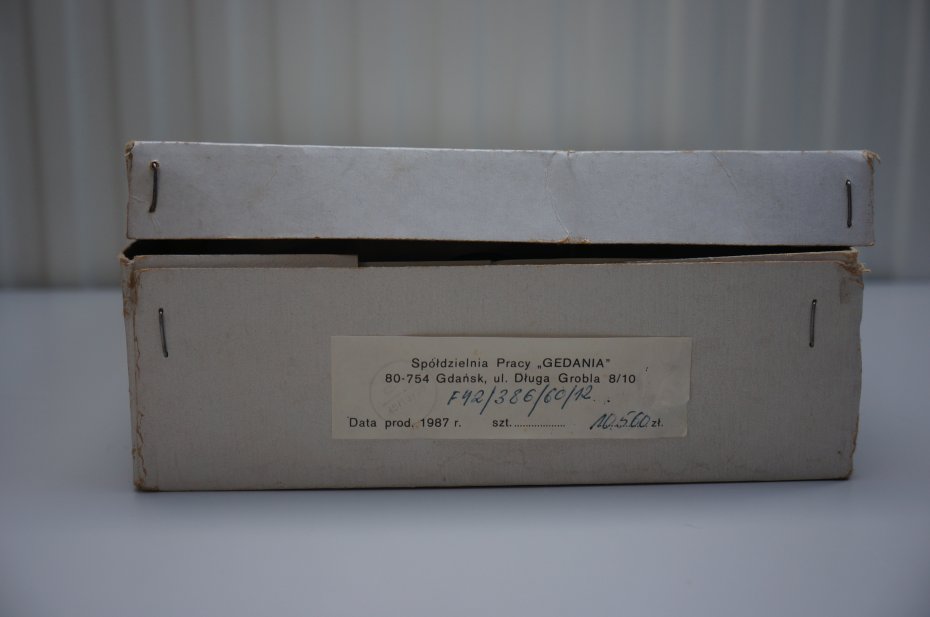 Spółdzielnia Pracy „GEDANIA"
80-754 Gdańsk, ul. Długa Grobla 8/10
F42/386/60/12.
Data prod. 1987 r. szt. .................. 10.560 zł.